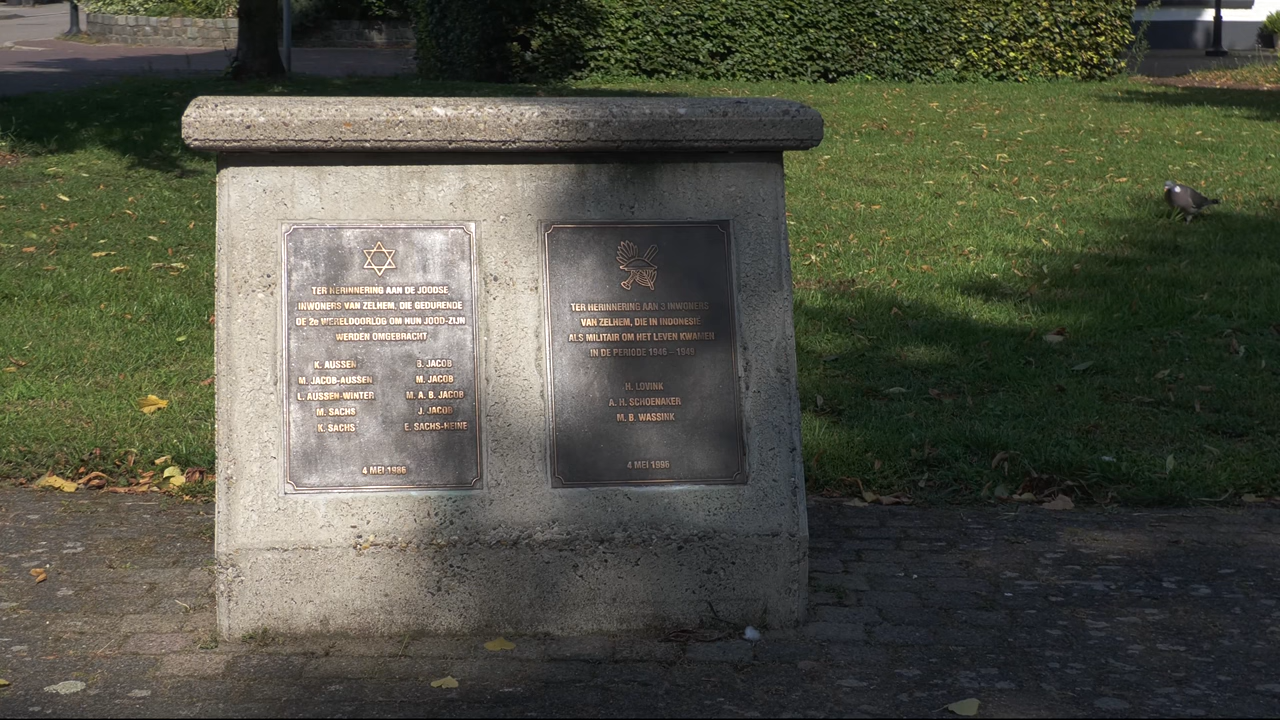 TER HERINNERING AAN DE JOODSE
INWONERS VAN ZELHEM, DIE GEDURENDE
DE 2e WERELDOORLOG OM HUN JOOD-ZIJN
WERDEN OMGEBRACHT
K. AUSSEN
M. JACOB-AUSSEN
L. AUSSEN-WINTER
M. SACHS
K. SACHS
B. JACOB
M. JACOB
M. A. B. JACOB
J. JACOB
E. SACHS-HEINE
4 MEI 1986
TER HERINNERING AAN 3 INWONERS
VAN ZELHEM, DIE IN INDONESIË
ALS MILITAIR OM HET LEVEN KWAMEN
IN DE PERIODE 1946 – 1949
H. LOVINK
A. H. SCHOENAKER
M. B. WASSINK
4 MEI 1996